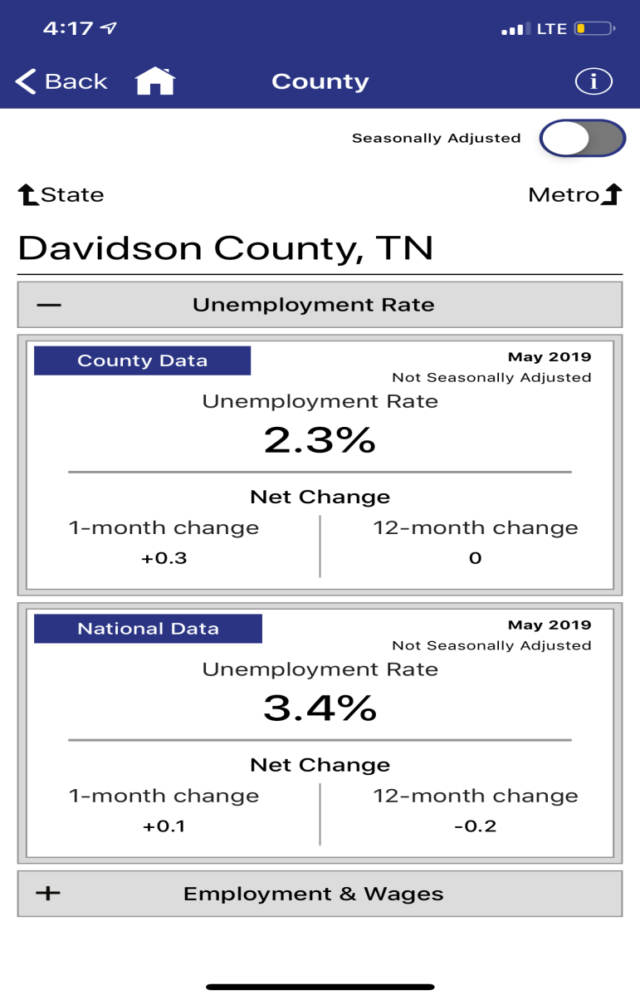 4:17 LTE
Back County i
Seasonally Adjusted
State Metro
Davidson County, TN
Unemployment Rate
County Data May 2019
Not Seasonally Adjusted
Unemployment Rate
2.3%
Net Change
1-month change 12-month change
+0.3 0
National Data May 2019
Not Seasonally Adjusted
Unemployment Rate
3.4%
Net Change
1-month change 12-month change
+0.1 -0.2
Employment & Wages